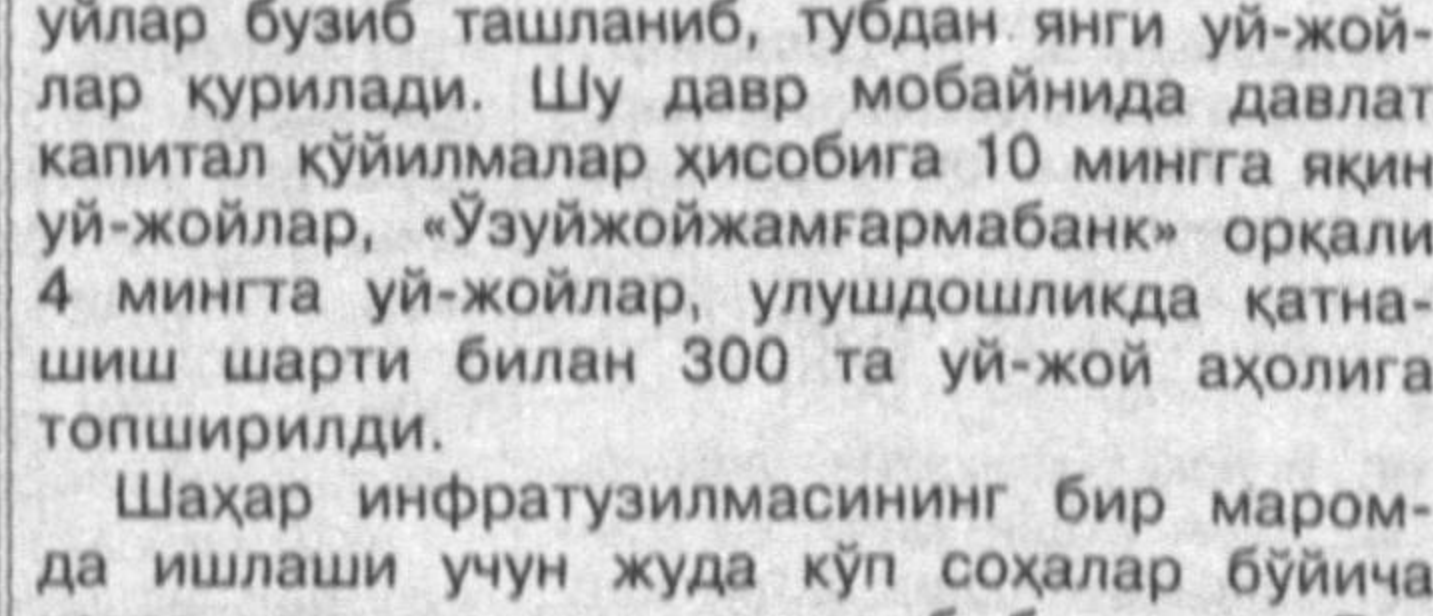 уйлар бузиб ташланиб, тубдан янги уй-жой-
лар қурилади. Шу давр мобайнида давлат
капитал қўйилмалар ҳисобига 10 мингга яқин
уй-жойлар, «Ўзуйжойжамғармабанк» орқали
4 мингта уй-жойлар, улушдошликда қатна-
шиш шарти билан 300 та уй-жой аҳолига
топширилди.
Шаҳар инфратузилмасининг бир маром-
да ишлаши учун жуда кўп соҳалар бўйича